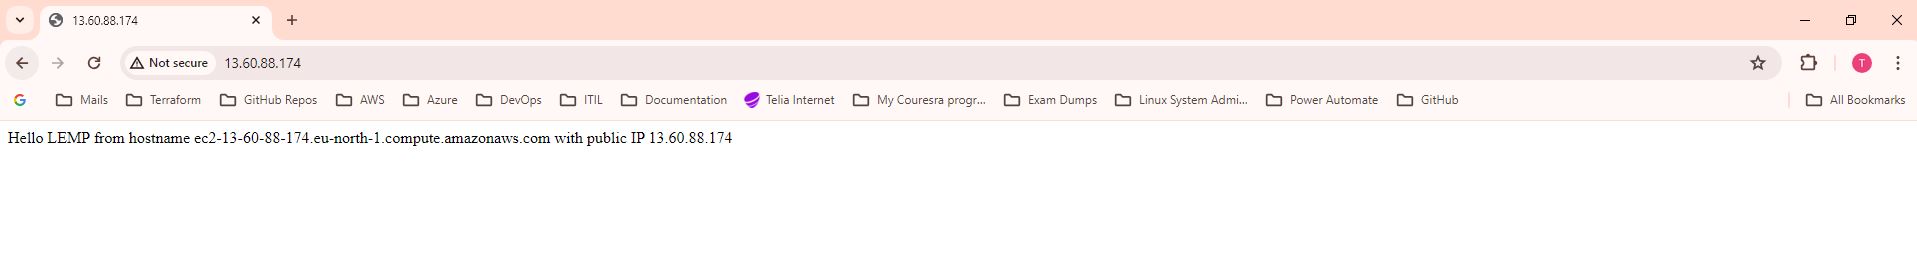 13.60.88.174
Not secure 13.60.88.174
T
G Mails Terraform GitHub Repos AWS Azure DevOps ITIL Documentation Telia Internet My Couresra progr... Exam Dumps Linux System Admi... Power Automate GitHub All Bookmarks
Hello LEMP from hostname ec2-13-60-88-174.eu-north-1.compute.amazonaws.com with public IP 13.60.88.174